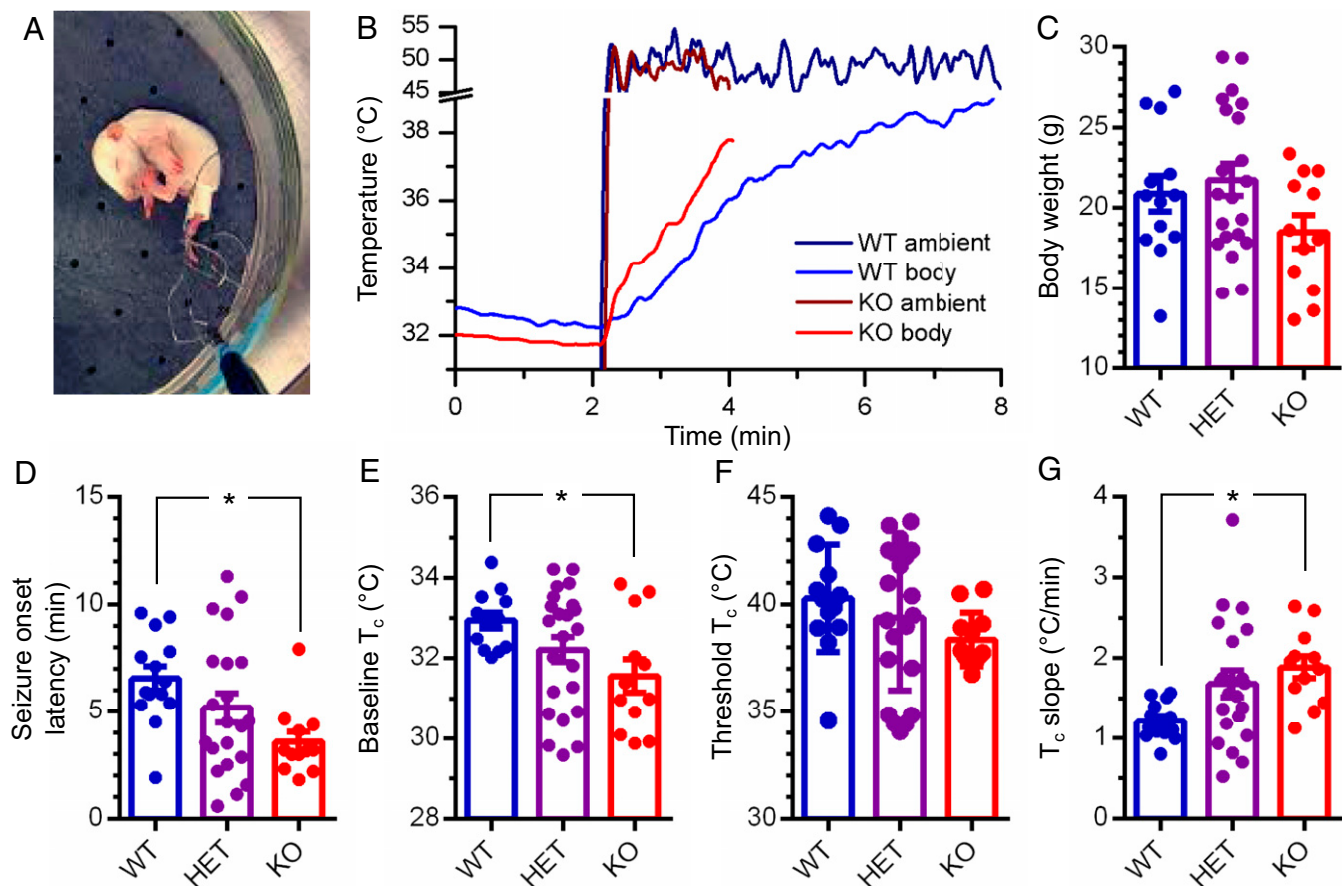 A
B
C
55
50
45
38
36
34
32
Temperature (°C)
WT ambient
WT body
KO ambient
KO body
0
2
4
6
8
Time (min)
30
25
20
15
10
Body weight (g)
WT
HET
KO
D
E
F
G
15
10
5
0
Seizure onset
latency (min)
*
WT
HET
KO
36
34
32
30
28
Baseline Tc (°C)
*
WT
HET
KO
45
40
35
30
Threshold Tc (°C)
WT
HET
KO
4
3
2
1
0
Tc slope (°C/min)
*
WT
HET
KO